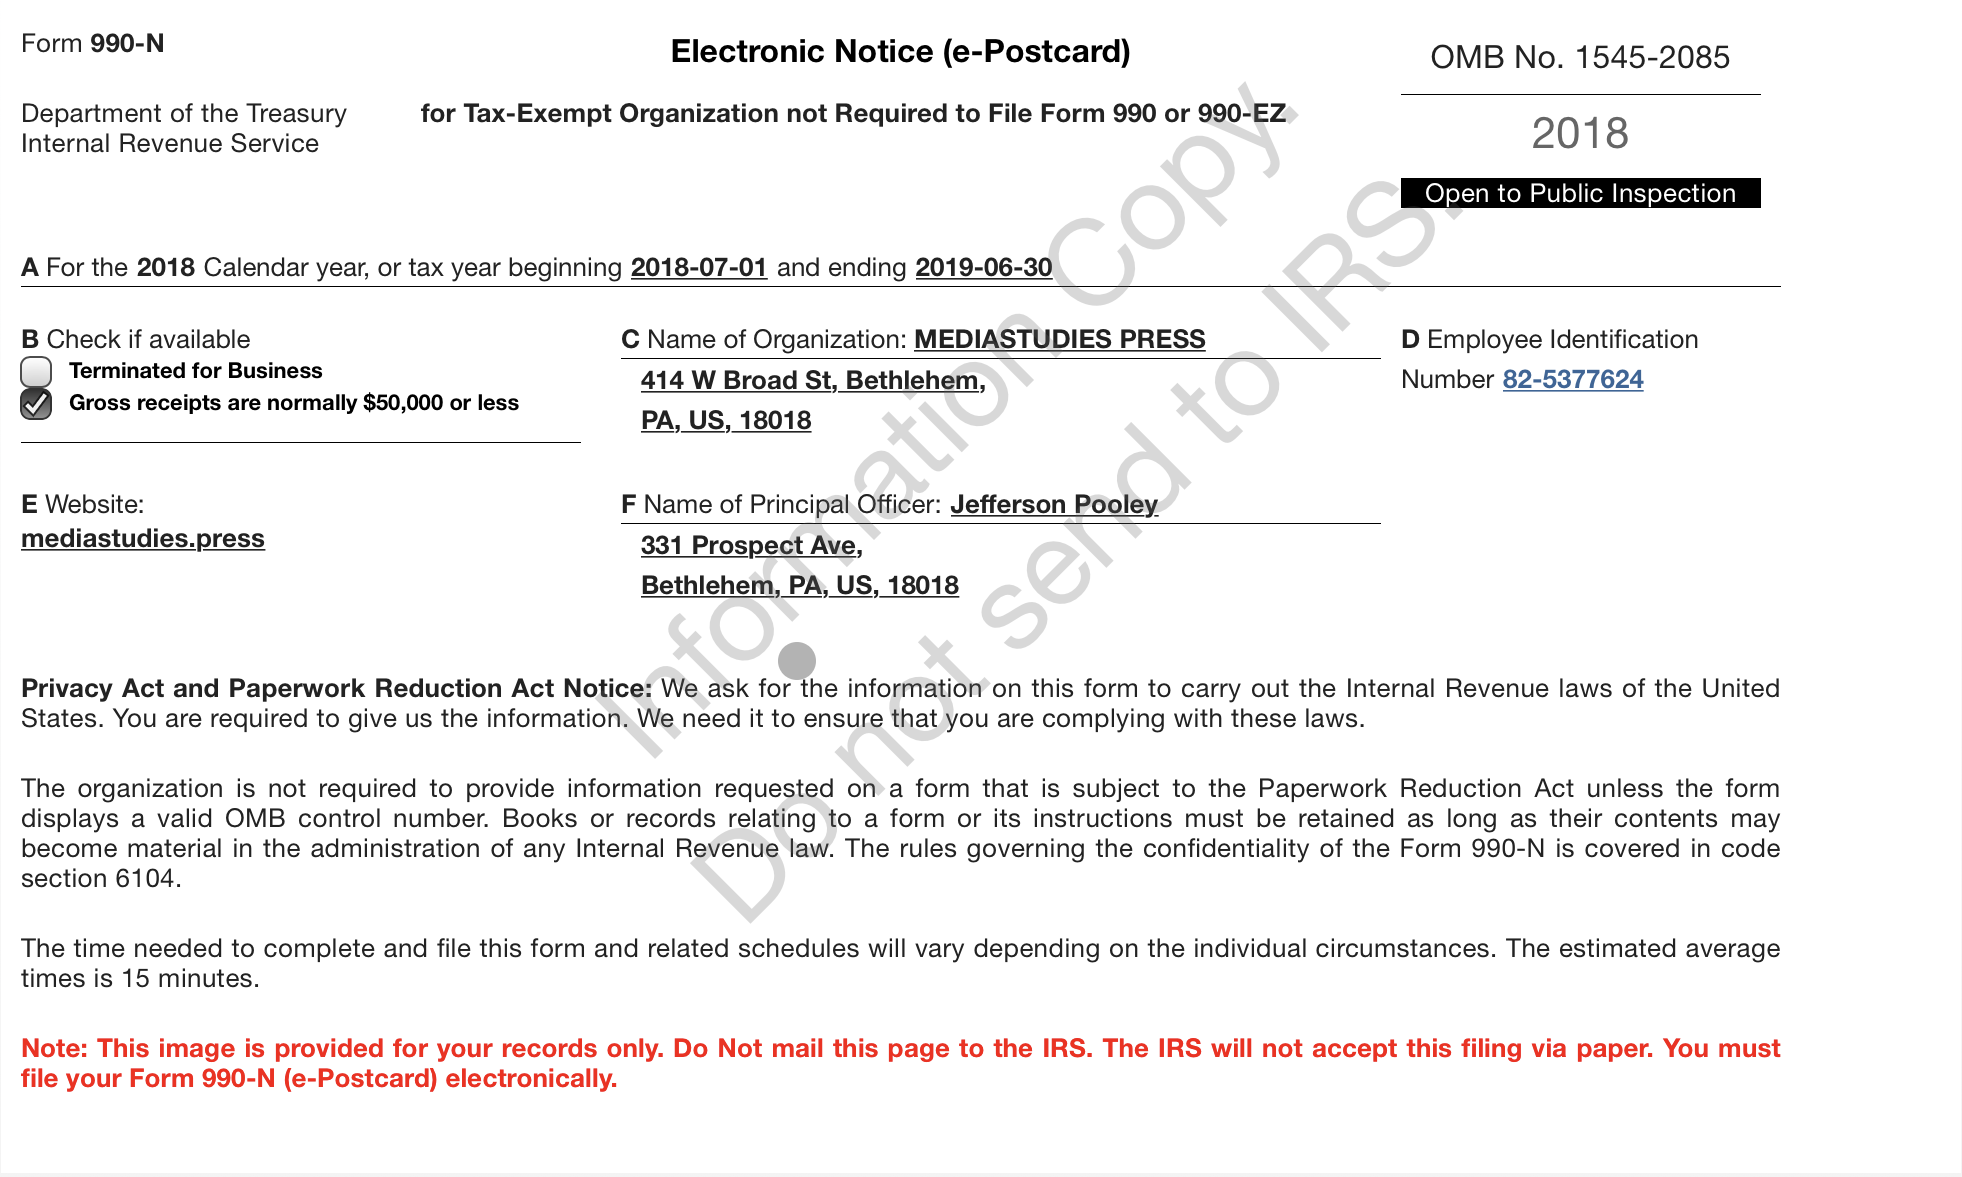 Form 990-N
Electronic Notice (e-Postcard)
OMB No. 1545-2085
Department of the Treasury
Internal Revenue Service
for Tax-Exempt Organization not Required to File Form 990 or 990-EZ
2018
Open to Public Inspection
A For the 2018 Calendar year, or tax year beginning 2018-07-01 and ending 2019-06-30
B Check if available
Terminated for Business
Gross receipts are normally $50,000 or less
C Name of Organization: MEDIASTUDIES PRESS
414 W Broad St, Bethlehem,
PA, US, 18018
D Employee Identification
Number 82-5377624
E Website:
mediastudies.press
F Name of Principal Officer: Jefferson Pooley
331 Prospect Ave,
Bethlehem, PA, US, 18018
Privacy Act and Paperwork Reduction Act Notice: We ask for the information on this form to carry out the Internal Revenue laws of the United
States. You are required to give us the information. We need it to ensure that you are complying with these laws.
The organization is not required to provide information requested on a form that is subject to the Paperwork Reduction Act unless the form
displays a valid OMB control number. Books or records relating to a form or its instructions must be retained as long as their contents may
become material in the administration of any Internal Revenue law. The rules governing the confidentiality of the Form 990-N is covered in code
section 6104.
The time needed to complete and file this form and related schedules will vary depending on the individual circumstances. The estimated average
times is 15 minutes.
Note: This image is provided for your records only. Do Not mail this page to the IRS. The IRS will not accept this filing via paper. You must
file your Form 990-N (e-Postcard) electronically.
Information Copy.
Do not send to IRS.